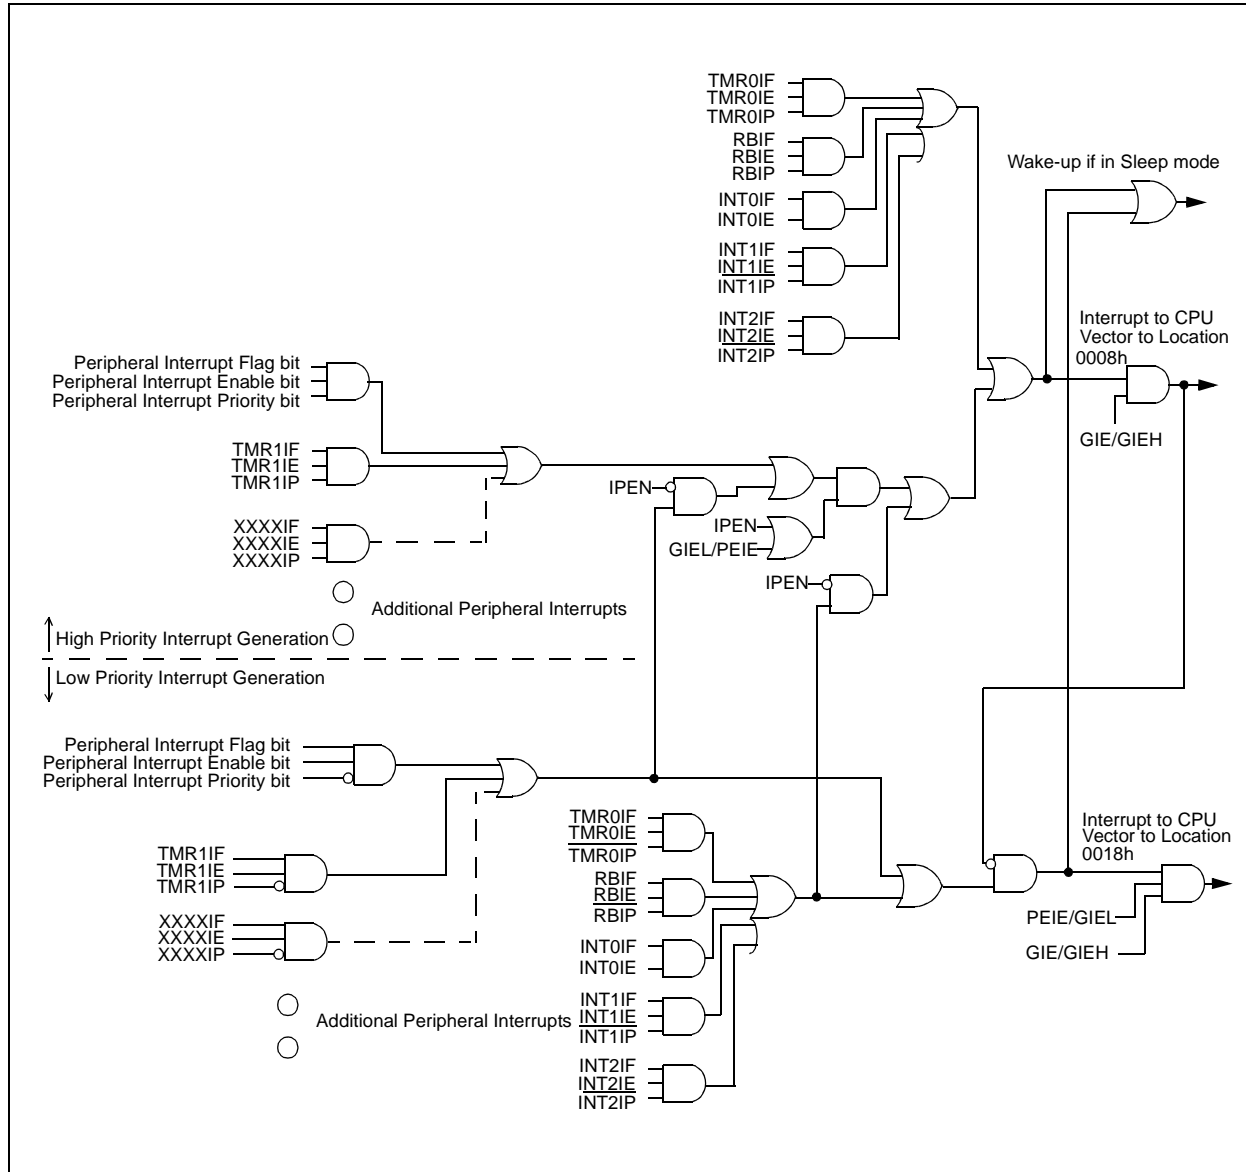 TMR0IF
TMR0IE
TMR0IP
RBIF
RBIE
RBIP
INT0IF
INT0IE
INT1IF
INT1IE
INT1IP
INT2IF
INT2IE
INT2IP
Wake-up if in Sleep mode
Interrupt to CPU
Vector to Location
0008h
GIE/GIEH
Peripheral Interrupt Flag bit
Peripheral Interrupt Enable bit
Peripheral Interrupt Priority bit
TMR1IF
TMR1IE
TMR1IP
XXXXIF
XXXXIE
XXXXIP
IPEN
IPEN
GIEL/PEIE
IPEN
Additional Peripheral Interrupts
High Priority Interrupt Generation
Low Priority Interrupt Generation
Peripheral Interrupt Flag bit
Peripheral Interrupt Enable bit
Peripheral Interrupt Priority bit
TMR1IF
TMR1IE
TMR1IP
XXXXIF
XXXXIE
XXXXIP
Additional Peripheral Interrupts
TMR0IF
TMR0IE
TMR0IP
RBIF
RBIE
RBIP
INT0IF
INT0IE
INT1IF
INT1IE
INT1IP
INT2IF
INT2IE
INT2IP
Interrupt to CPU
Vector to Location
0018h
PEIE/GIEL
GIE/GIEH